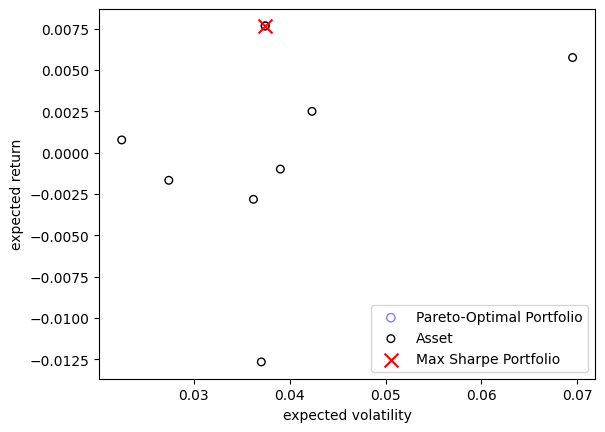 0.0075
0.0050
0.0025
0.0000
−0.0025
−0.0050
−0.0075
−0.0100
−0.0125
expected return
0.03 0.04 0.05 0.06 0.07
expected volatility
Pareto-Optimal Portfolio
Asset
Max Sharpe Portfolio